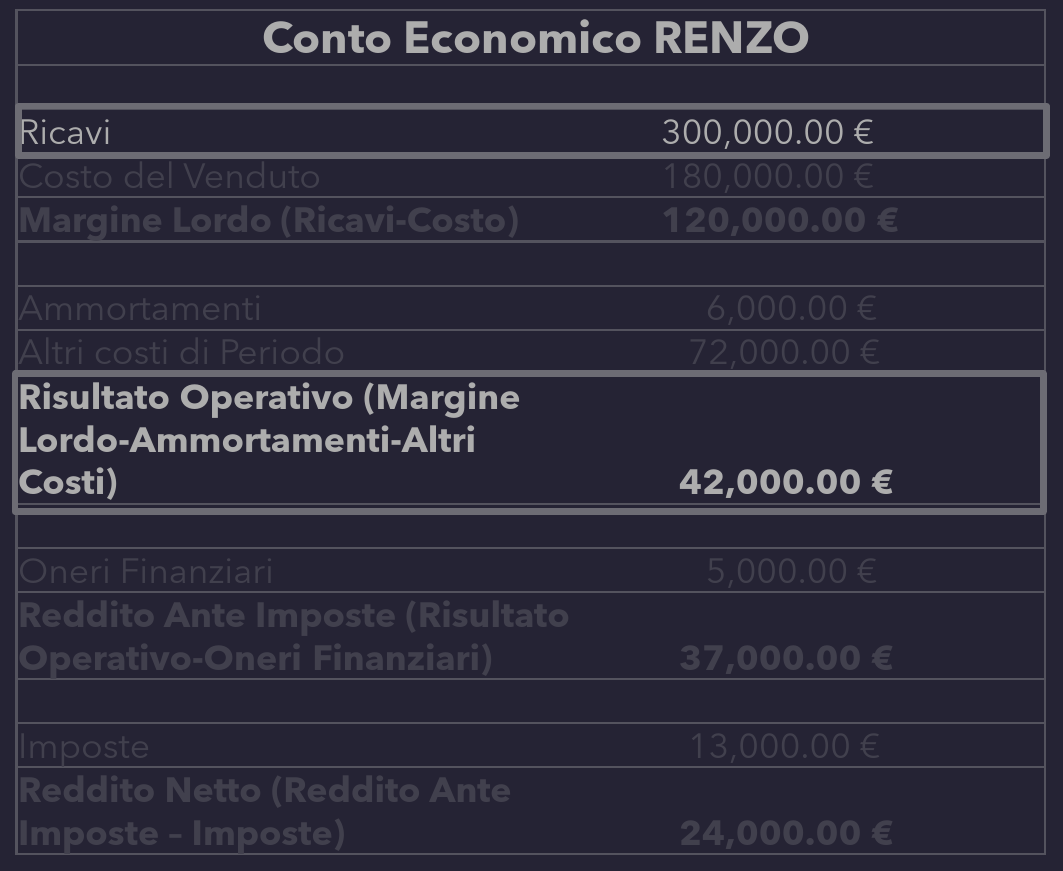 Conto Economico RENZO
Ricavi 300,000.00 €
Costo del Venduto 180,000.00 €
Margine Lordo (Ricavi-Costo) 120,000.00 €
Ammortamenti 6,000.00 €
Altri costi di Periodo 72,000.00 €
Risultato Operativo (Margine
Lordo-Ammortamenti-Altri
Costi) 42,000.00 €
Oneri Finanziari 5,000.00 €
Reddito Ante Imposte (Risultato
Operativo-Oneri Finanziari) 37,000.00 €
Imposte 13,000.00 €
Reddito Netto (Reddito Ante
Imposte – Imposte) 24,000.00 €